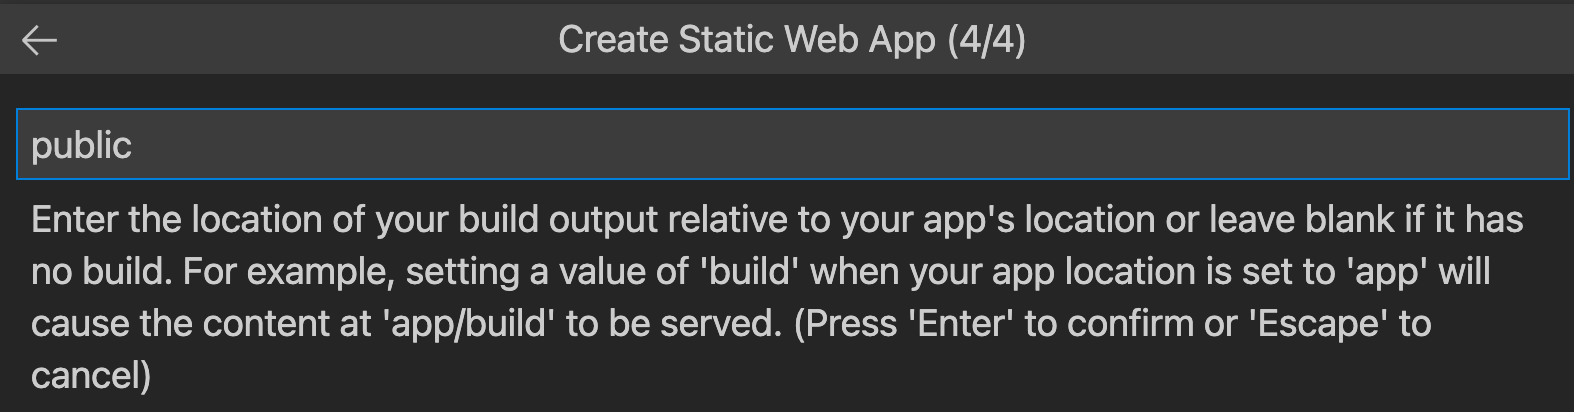 Create Static Web App (4/4)
public
Enter the location of your build output relative to your app's location or leave blank if it has
no build. For example, setting a value of 'build' when your app location is set to 'app' will
cause the content at 'app/build' to be served. (Press 'Enter' to confirm or 'Escape' to
cancel)